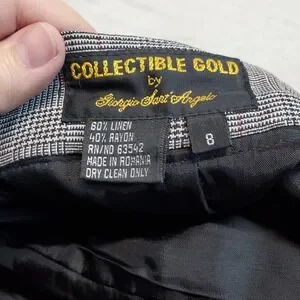 COLLECTIBLE GOLD
by
Giorgio Sant' Angelo
60% LINEN
40% RAYON
RN/ND 63542
MADE IN ROMANIA
DRY CLEAN ONLY
8